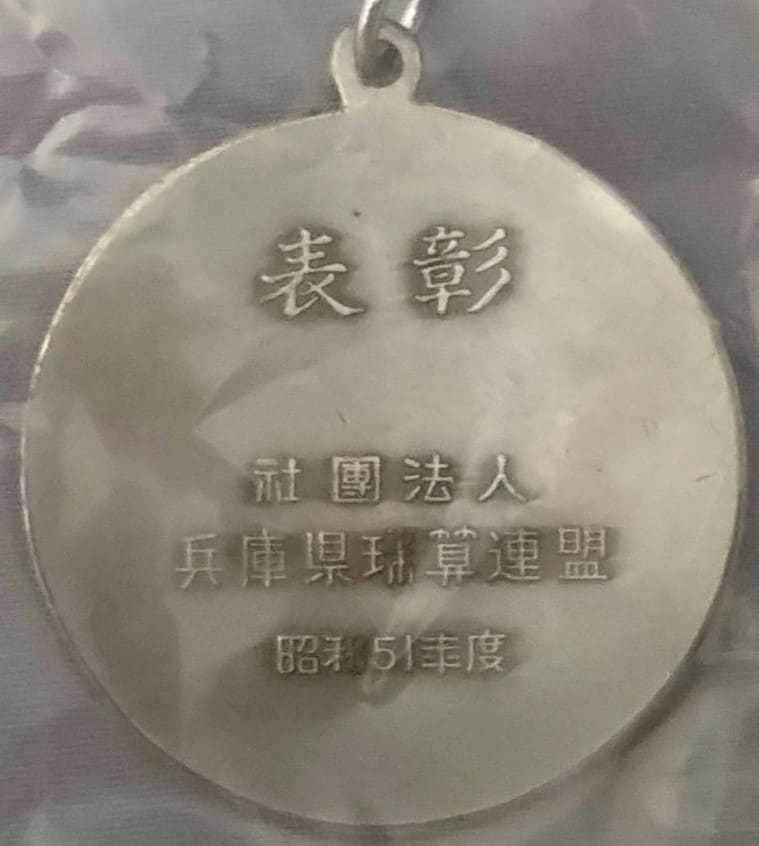 表彰
社團法人
兵庫県珠算連盟
昭和51年度